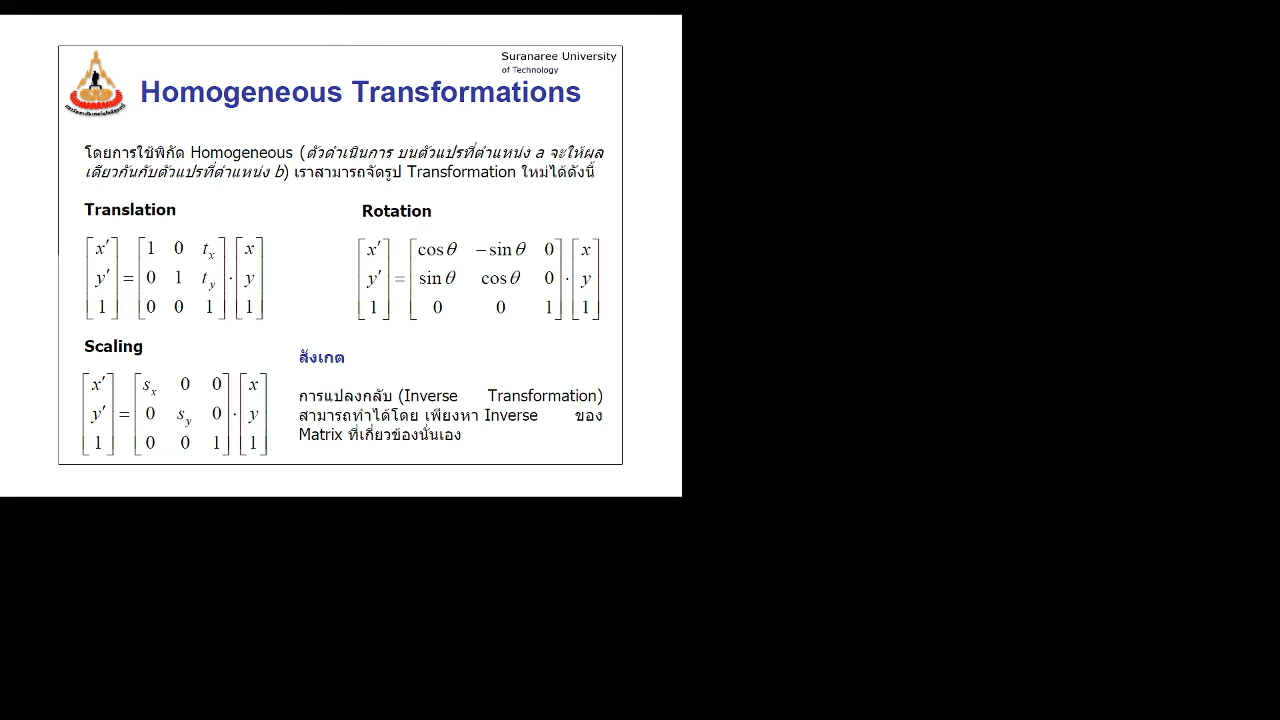 Suranaree University
of Technology
Homogeneous Transformations
โดยการใช้พิกัด Homogeneous (ตัวดำเนินการ บนตัวแปรที่ตำแหน่ง a จะให้ผล
เดียวกันกับตัวแปรที่ตำแหน่ง b) เราสามารถจัดรูป Transformation ใหม่ได้ดังนี้
Translation
[x′ y′ 1] = [1 0 tₓ; 0 1 t_y; 0 0 1] · [x y 1]
Rotation
[x′ y′ 1] = [cosθ −sinθ 0; sinθ cosθ 0; 0 0 1] · [x y 1]
Scaling
[x′ y′ 1] = [sₓ 0 0; 0 s_y 0; 0 0 1] · [x y 1]
สังเกต
การแปลงกลับ (Inverse Transformation)
สามารถทำได้โดย เพียงหา Inverse ของ
Matrix ที่เกี่ยวข้องนั่นเอง